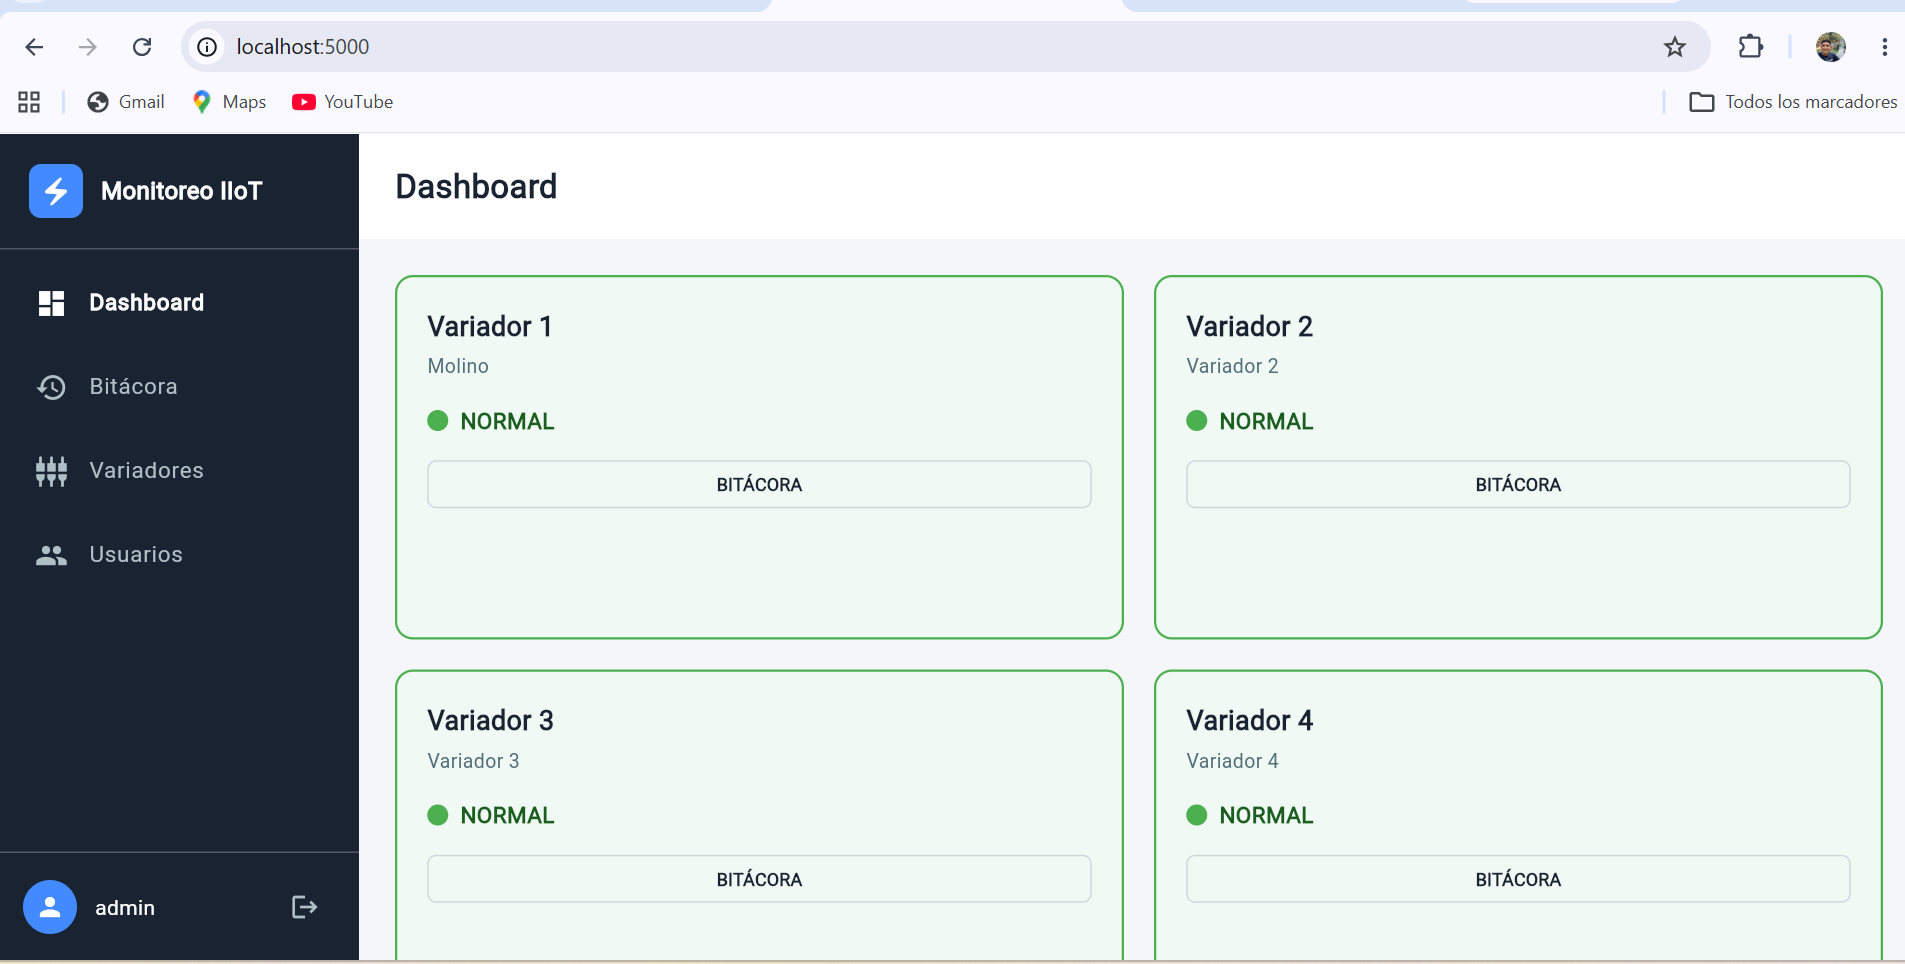 localhost:5000
Gmail
Maps
YouTube
Todos los marcadores
Monitoreo IIoT
Dashboard
Bitácora
Variadores
Usuarios
admin
Dashboard
Variador 1
Molino
NORMAL
BITÁCORA
Variador 2
Variador 2
NORMAL
BITÁCORA
Variador 3
Variador 3
NORMAL
BITÁCORA
Variador 4
Variador 4
NORMAL
BITÁCORA